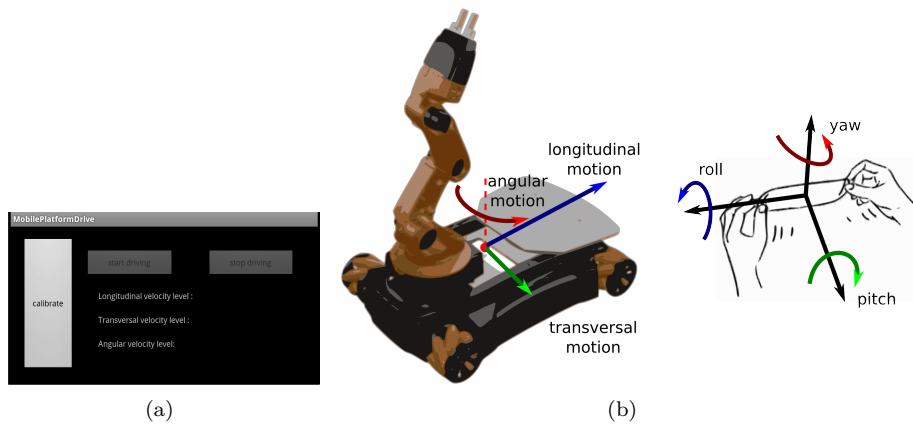 MobilePlatformDrive
calibrate
start driving
stop driving
Longitudinal velocity level :
Transversal velocity level :
Angular velocity level:
(a)
longitudinal
motion
angular
motion
transversal
motion
yaw
roll
pitch
(b)